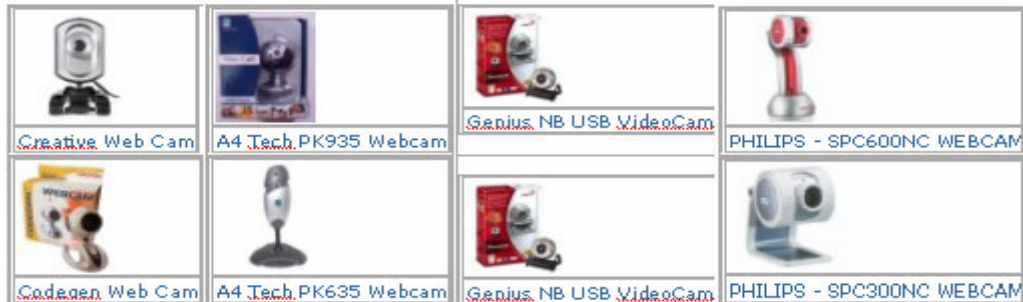 Creative Web Cam
A4 Tech PK935 Webcam
Genius NB USB VideoCam
PHILIPS - SPC600NC WEBCAM
WEBCAM
Codegen Web Cam
A4 Tech PK635 Webcam
Genius NB USB VideoCam
PHILIPS - SPC300NC WEBCAM